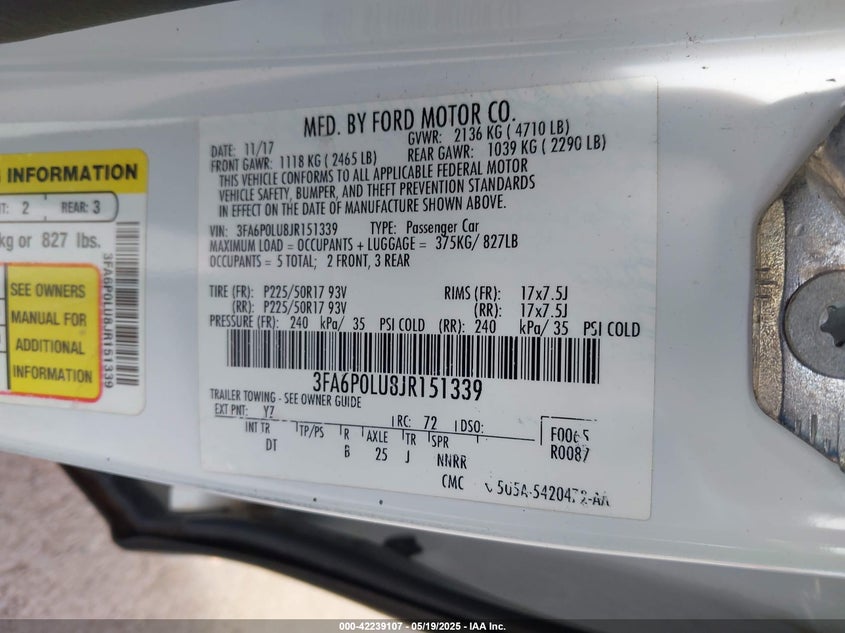 MFD. BY FORD MOTOR CO.
DATE: 11/17
GVWR: 2136 KG ( 4710 LB)
FRONT GAWR: 1118 KG ( 2465 LB)
REAR GAWR: 1039 KG ( 2290 LB)
THIS VEHICLE CONFORMS TO ALL APPLICABLE FEDERAL MOTOR
VEHICLE SAFETY, BUMPER, AND THEFT PREVENTION STANDARDS
IN EFFECT ON THE DATE OF MANUFACTURE SHOWN ABOVE.
VIN: 3FA6P0LU8JR151339 TYPE: Passenger Car
MAXIMUM LOAD = OCCUPANTS + LUGGAGE = 375KG/ 827LB
OCCUPANTS = 5 TOTAL; 2 FRONT, 3 REAR
TIRE (FR): P225/50R17 93V RIMS (FR): 17x7.5J
(RR): P225/50R17 93V (RR): 17x7.5J
PRESSURE (FR): 240 kPa/ 35 PSI COLD (RR): 240 kPa/ 35 PSI COLD
3FA6P0LU8JR151339
TRAILER TOWING - SEE OWNER GUIDE
EXT PNT: YZ RC: 72 DSO:
INT TR TP/PS R AXLE TR SPR
DT B 25 J NNRR
F0065
R0087
CMC 5U5A-5420472-AA
INFORMATION
2 REAR: 3
kg or 827 lbs.
SEE OWNERS
MANUAL FOR
ADDITIONAL
INFORMATION
3FA6P0LU8JR151339
000-42239107 - 05/19/2025 - IAA Inc.